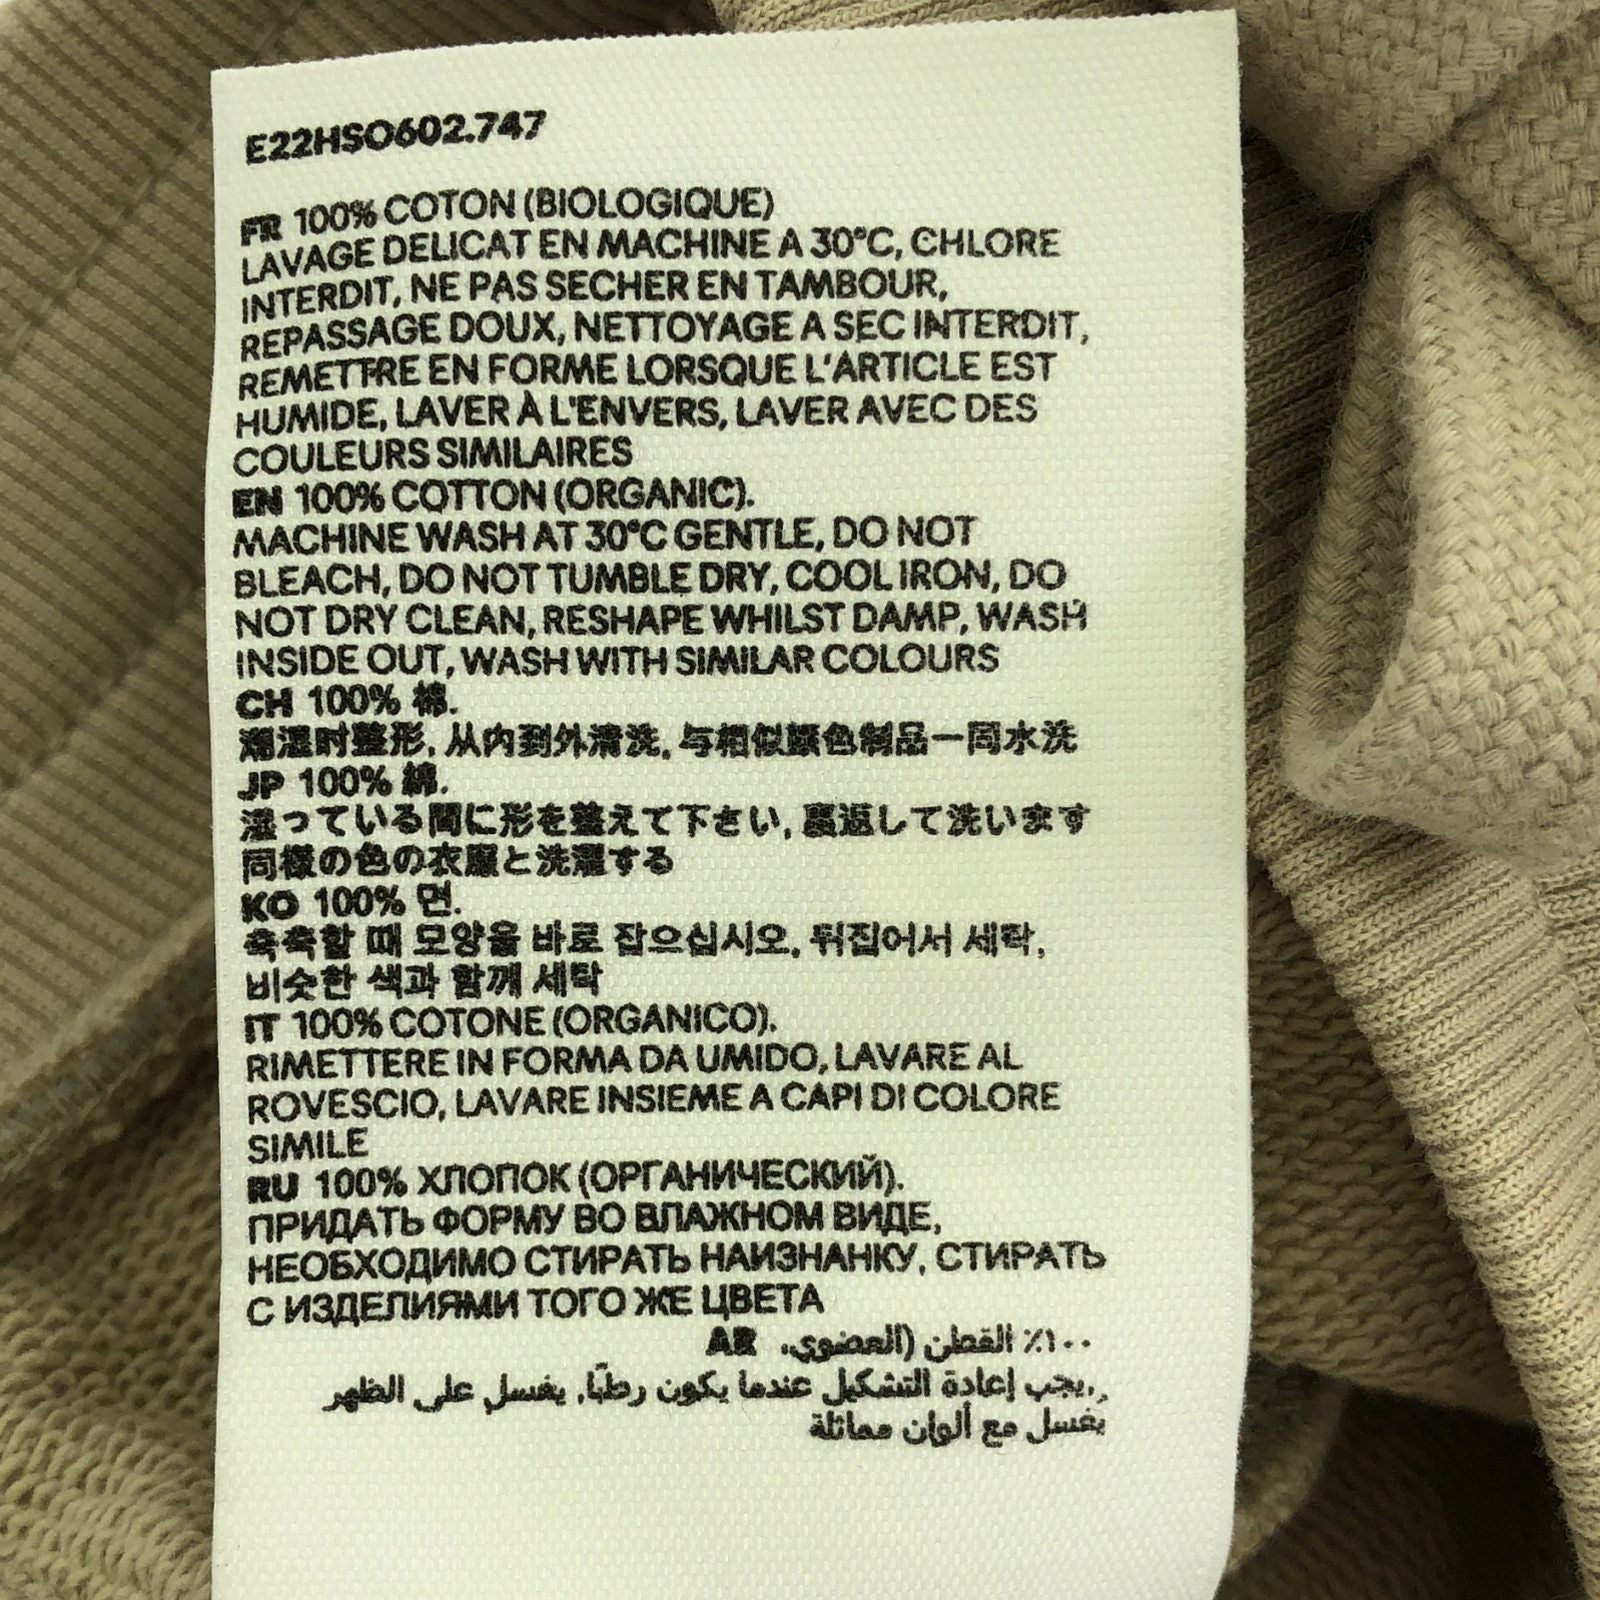 E22HSO602.747
FR 100% COTON (BIOLOGIQUE)
LAVAGE DELICAT EN MACHINE A 30°C, CHLORE
INTERDIT, NE PAS SECHER EN TAMBOUR,
REPASSAGE DOUX, NETTOYAGE A SEC INTERDIT,
REMETTRE EN FORME LORSQUE L'ARTICLE EST
HUMIDE, LAVER À L'ENVERS, LAVER AVEC DES
COULEURS SIMILAIRES
EN 100% COTTON (ORGANIC).
MACHINE WASH AT 30°C GENTLE, DO NOT
BLEACH, DO NOT TUMBLE DRY, COOL IRON, DO
NOT DRY CLEAN, RESHAPE WHILST DAMP, WASH
INSIDE OUT, WASH WITH SIMILAR COLOURS
CH 100% 棉.
潮湿时整形, 从内到外清洗, 与相似颜色制品一同水洗
JP 100% 綿.
湿っている間に形を整えて下さい, 裏返して洗います
同様の色の衣服と洗濯する
KO 100% 면.
축축할 때 모양을 바로 잡으십시오, 뒤집어서 세탁,
비슷한 색과 함께 세탁
IT 100% COTONE (ORGANICO).
RIMETTERE IN FORMA DA UMIDO, LAVARE AL
ROVESCIO, LAVARE INSIEME A CAPI DI COLORE
SIMILE
RU 100% ХЛОПОК (ОРГАНИЧЕСКИЙ).
ПРИДАТЬ ФОРМУ ВО ВЛАЖНОМ ВИДЕ,
НЕОБХОДИМО СТИРАТЬ НАИЗНАНКУ, СТИРАТЬ
С ИЗДЕЛИЯМИ ТОГО ЖЕ ЦВЕТА
١٠٠٪ القطن (العضوي. AR
يجب إعادة التشكيل عندما يكون رطبًا, يغسل على الظهر
يغسل مع ألوان مماثلة